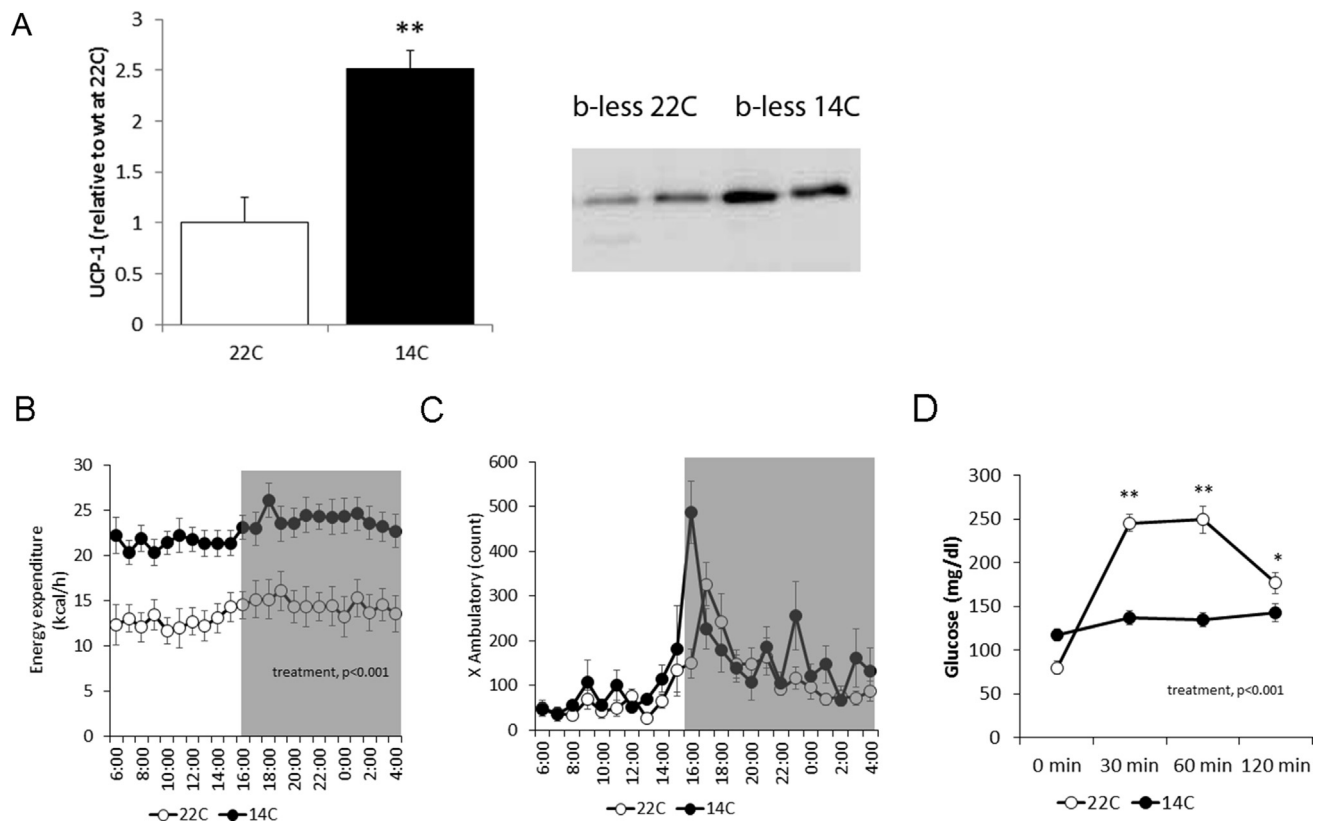 A
UCP-1 (relative to wt at 22C)
3
2.5
2
1.5
1
0.5
0
**
22C
14C
b-less 22C
b-less 14C
B
Energy expenditure
(kcal/h)
30
25
20
15
10
5
0
treatment, p<0.001
6:00
8:00
10:00
12:00
14:00
16:00
18:00
20:00
22:00
0:00
2:00
4:00
22C
14C
C
X Ambulatory (count)
600
500
400
300
200
100
0
6:00
8:00
10:00
12:00
14:00
16:00
18:00
20:00
22:00
0:00
2:00
4:00
22C
14C
D
Glucose (mg/dl)
300
250
200
150
100
50
0
**
**
*
treatment, p<0.001
0 min
30 min
60 min
120 min
22C
14C